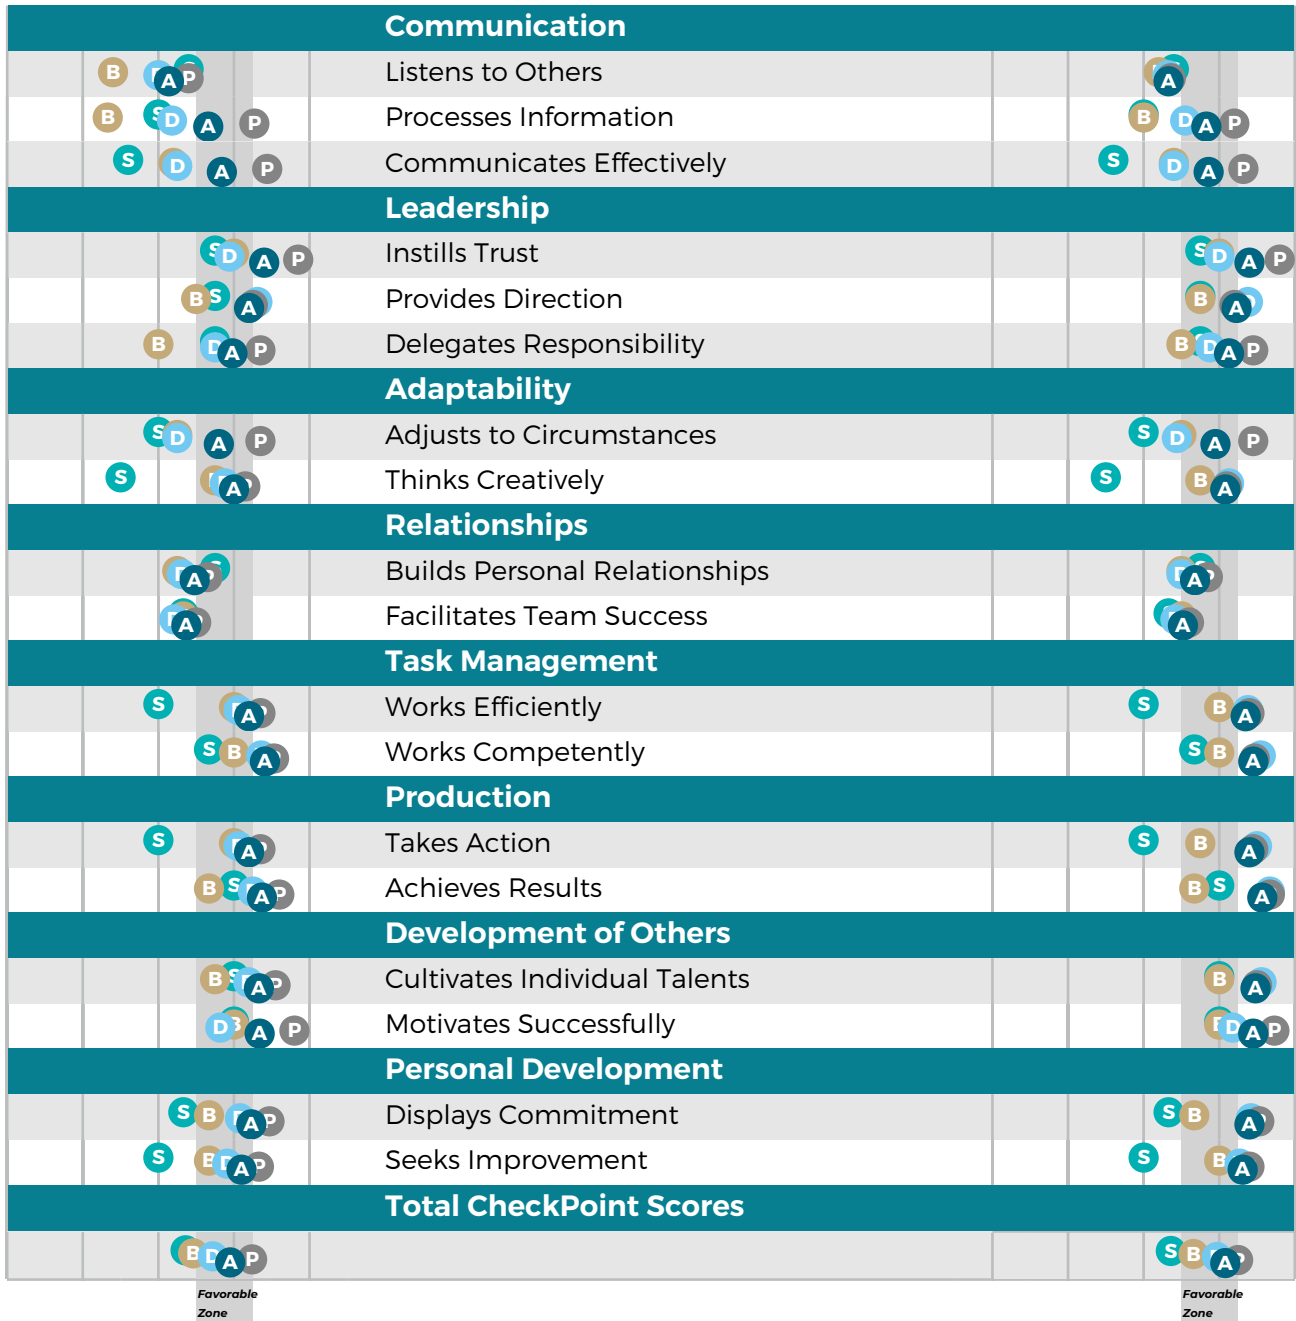 Communication
B A P Listens to Others A
B S D A P Processes Information B D A P
S D A P Communicates Effectively S D A P
Leadership
S D A P Instills Trust S D A P
B S A Provides Direction B A
B D A P Delegates Responsibility B S D A P
Adaptability
S D A P Adjusts to Circumstances S D A P
S A Thinks Creatively S B A
Relationships
A Builds Personal Relationships A
A Facilitates Team Success A
Task Management
S A Works Efficiently S B A
S B A Works Competently S B A
Production
S A Takes Action S B A
B S A P Achieves Results B S A
Development of Others
B S A P Cultivates Individual Talents B A
D B A P Motivates Successfully D A P
Personal Development
S B A P Displays Commitment S B A
S B D A P Seeks Improvement S B A
Total CheckPoint Scores
B D A P S B A
Favorable Favorable
Zone Zone